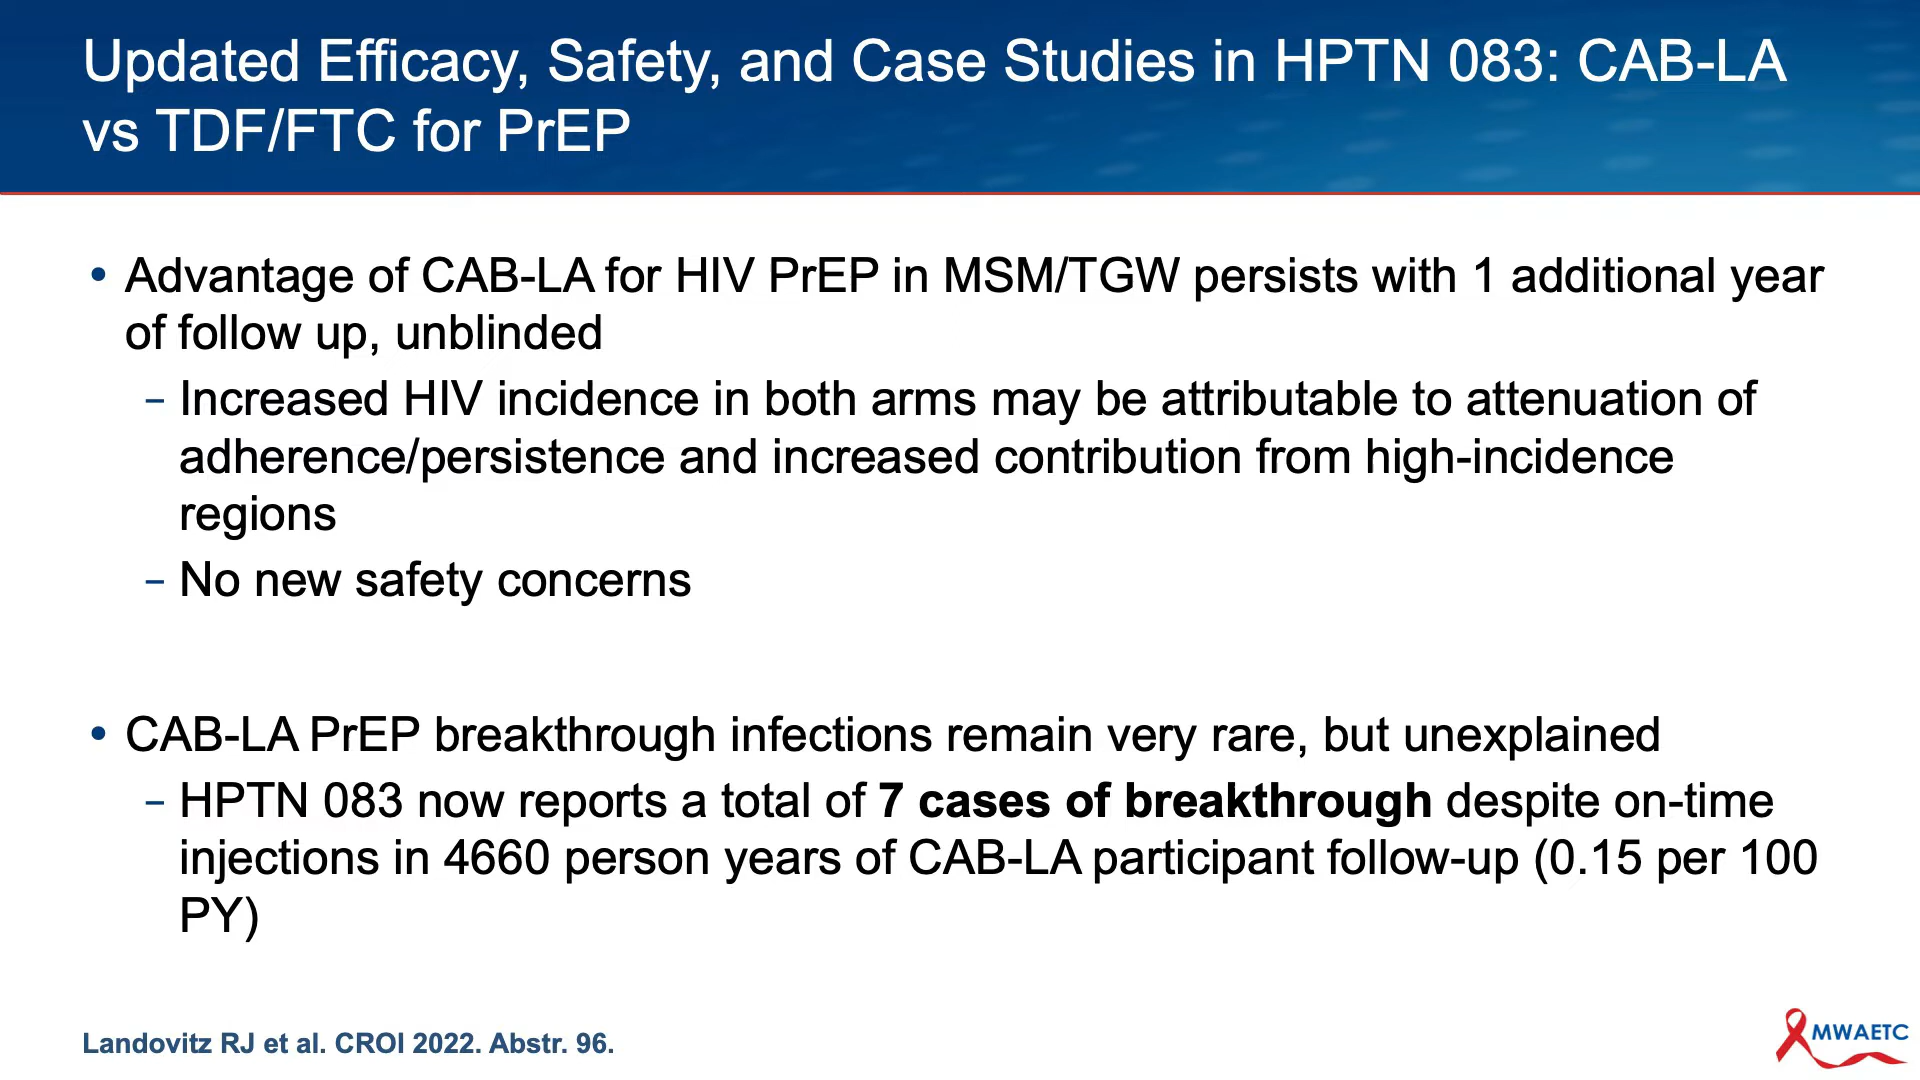 Updated Efficacy, Safety, and Case Studies in HPTN 083: CAB-LA
vs TDF/FTC for PrEP
• Advantage of CAB-LA for HIV PrEP in MSM/TGW persists with 1 additional year
of follow up, unblinded
– Increased HIV incidence in both arms may be attributable to attenuation of
adherence/persistence and increased contribution from high-incidence
regions
– No new safety concerns
• CAB-LA PrEP breakthrough infections remain very rare, but unexplained
– HPTN 083 now reports a total of 7 cases of breakthrough despite on-time
injections in 4660 person years of CAB-LA participant follow-up (0.15 per 100
PY)
Landovitz RJ et al. CROI 2022. Abstr. 96.
MWAETC